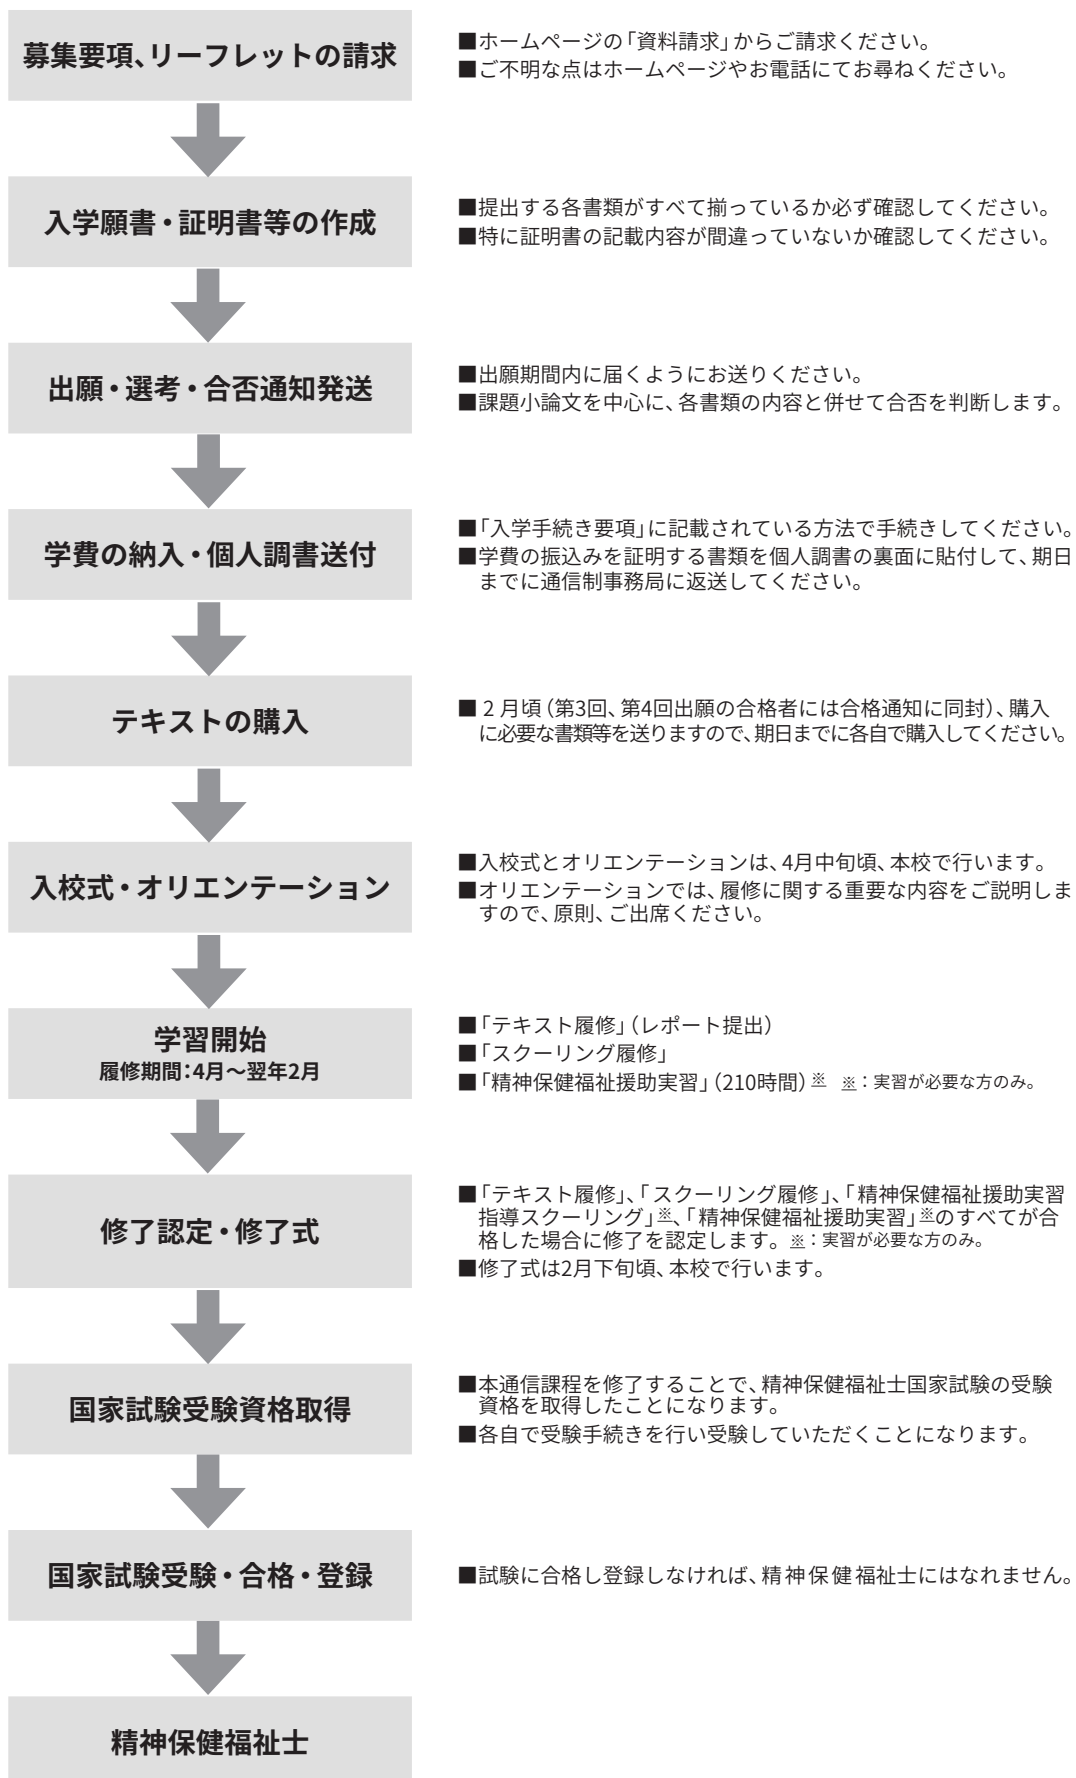 募集要項、リーフレットの請求
■ホームページの「資料請求」からご請求ください。
■ご不明な点はホームページやお電話にてお尋ねください。
入学願書・証明書等の作成
■提出する各書類がすべて揃っているか必ず確認してください。
■特に証明書の記載内容が間違っていないか確認してください。
出願・選考・合否通知発送
■出願期間内に届くようにお送りください。
■課題小論文を中心に、各書類の内容と併せて合否を判断します。
学費の納入・個人調書送付
■「入学手続き要項」に記載されている方法で手続きしてください。
■学費の振込みを証明する書類を個人調書の裏面に貼付して、期日
までに通信制事務局に返送してください。
テキストの購入
■2月頃（第3回、第4回出願の合格者には合格通知に同封）、購入
に必要な書類等を送りますので、期日までに各自で購入してください。
入校式・オリエンテーション
■入校式とオリエンテーションは、4月中旬頃、本校で行います。
■オリエンテーションでは、履修に関する重要な内容をご説明しま
すので、原則、ご出席ください。
学習開始
履修期間：4月～翌年2月
■「テキスト履修」（レポート提出）
■「スクーリング履修」
■「精神保健福祉援助実習」（210時間）※ ※：実習が必要な方のみ。
修了認定・修了式
■「テキスト履修」、「スクーリング履修」、「精神保健福祉援助実習
指導スクーリング」※、「精神保健福祉援助実習」※のすべてが合
格した場合に修了を認定します。※：実習が必要な方のみ。
■修了式は2月下旬頃、本校で行います。
国家試験受験資格取得
■本通信課程を修了することで、精神保健福祉士国家試験の受験
資格を取得したことになります。
■各自で受験手続きを行い受験していただくことになります。
国家試験受験・合格・登録
■試験に合格し登録しなければ、精神保健福祉士にはなれません。
精神保健福祉士